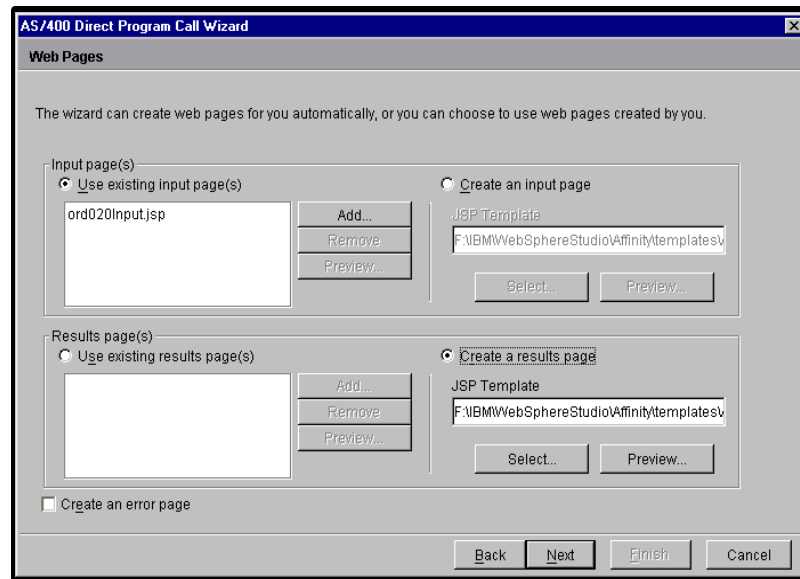 AS/400 Direct Program Call Wizard
Web Pages
The wizard can create web pages for you automatically, or you can choose to use web pages created by you.
Input page(s)
Use existing input page(s)
Create an input page
ord020Input.jsp
Add...
Remove
Preview...
JSP Template
F:\IBM\WebSphereStudio\Affinity\templates\
Select...
Preview...
Results page(s)
Use existing results page(s)
Create a results page
Add...
Remove
Preview...
JSP Template
F:\IBM\WebSphereStudio\Affinity\templates\
Select...
Preview...
Create an error page
Back
Next
Finish
Cancel